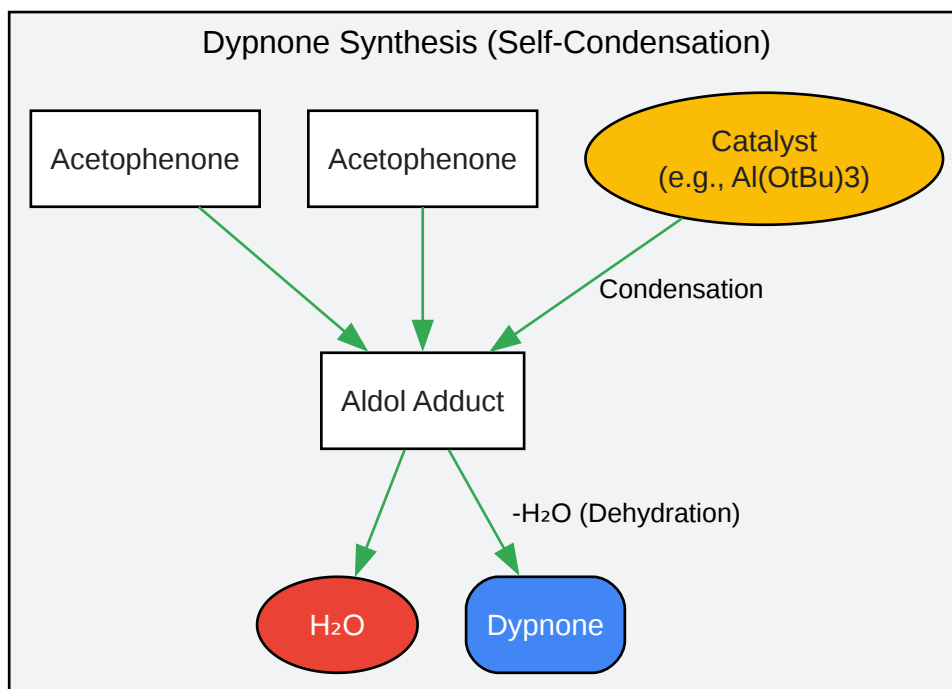 Dypnone Synthesis (Self-Condensation)
Acetophenone
Acetophenone
Catalyst
(e.g., Al(OtBu)3)
Condensation
Aldol Adduct
-H₂O (Dehydration)
H₂O
Dypnone